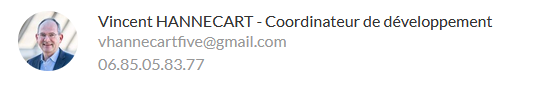 Vincent HANNECART - Coordinateur de développement
vhannecartfive@gmail.com
06.85.05.83.77